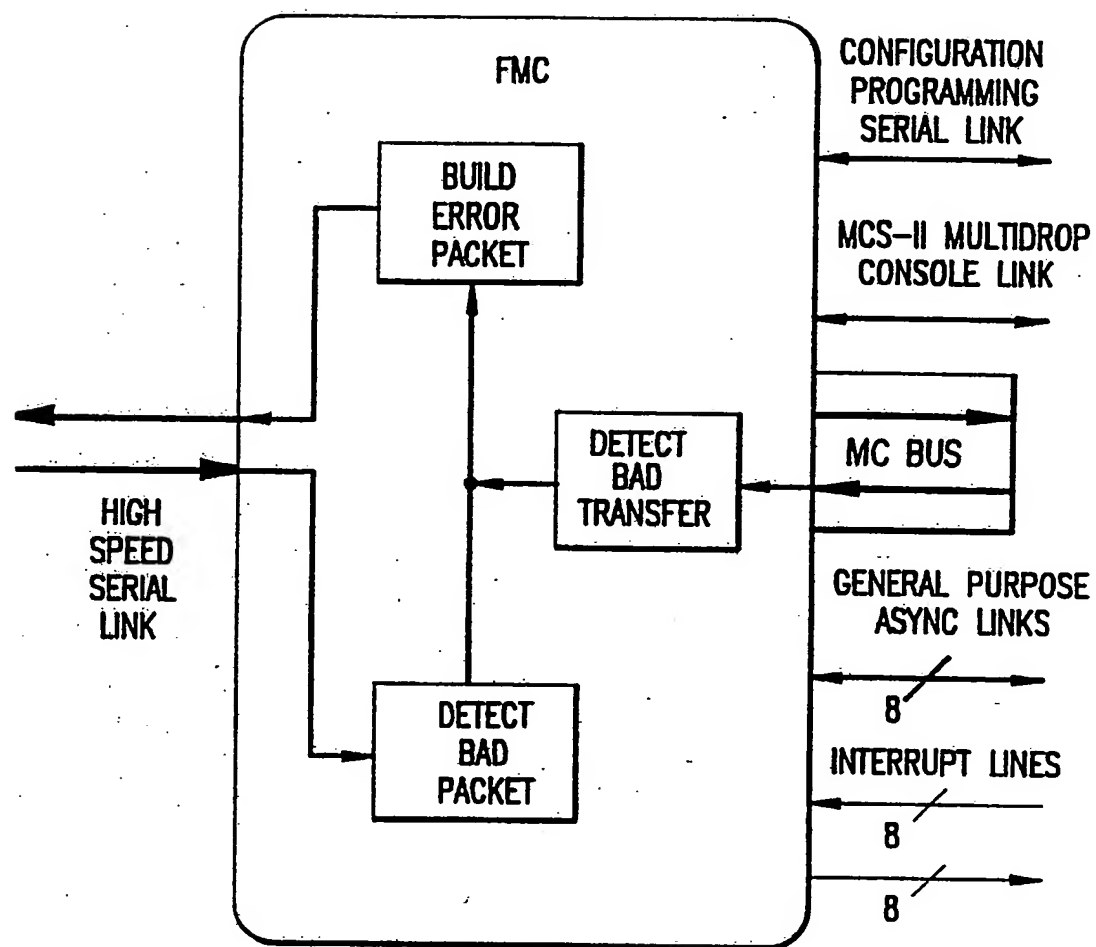 FMC
BUILD
ERROR
PACKET
DETECT
BAD
TRANSFER
DETECT
BAD
PACKET
HIGH
SPEED
SERIAL
LINK
CONFIGURATION
PROGRAMMING
SERIAL LINK
MCS-II MULTIDROP
CONSOLE LINK
MC BUS
GENERAL PURPOSE
ASYNC LINKS
8
INTERRUPT LINES
8
8